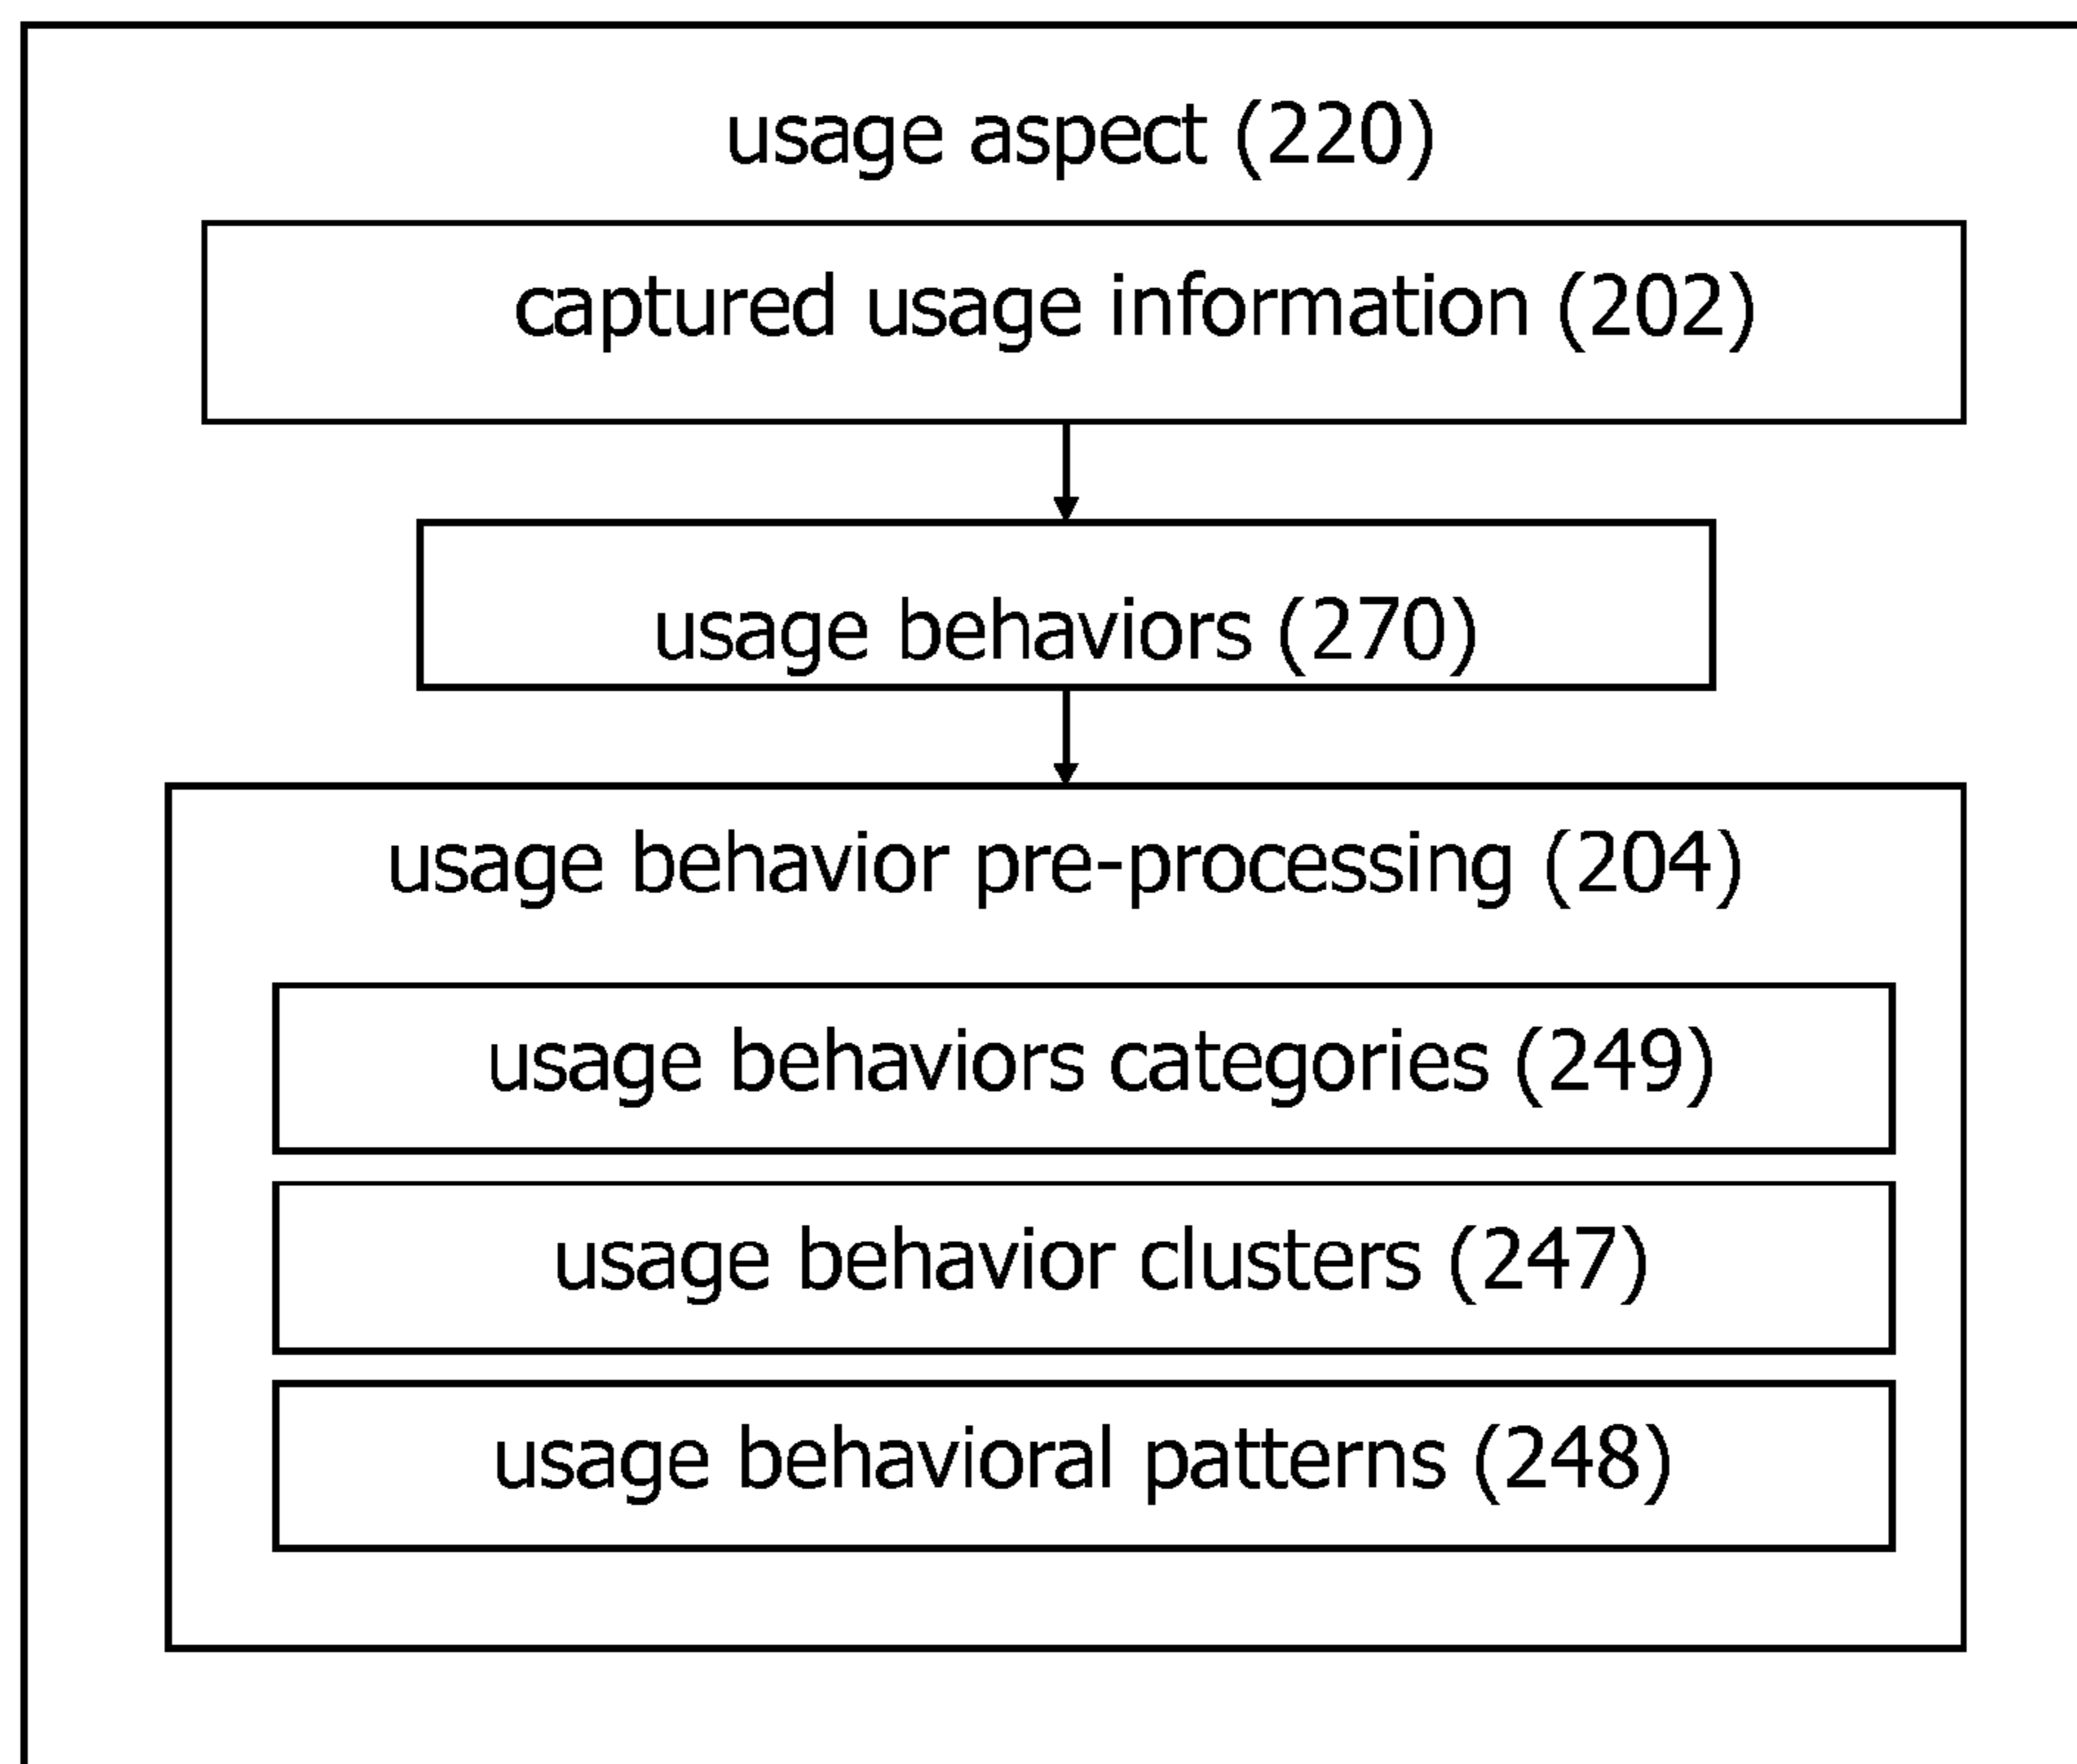 usage aspect (220)
captured usage information (202)
usage behaviors (270)
usage behavior pre-processing (204)
usage behaviors categories (249)
usage behavior clusters (247)
usage behavioral patterns (248)